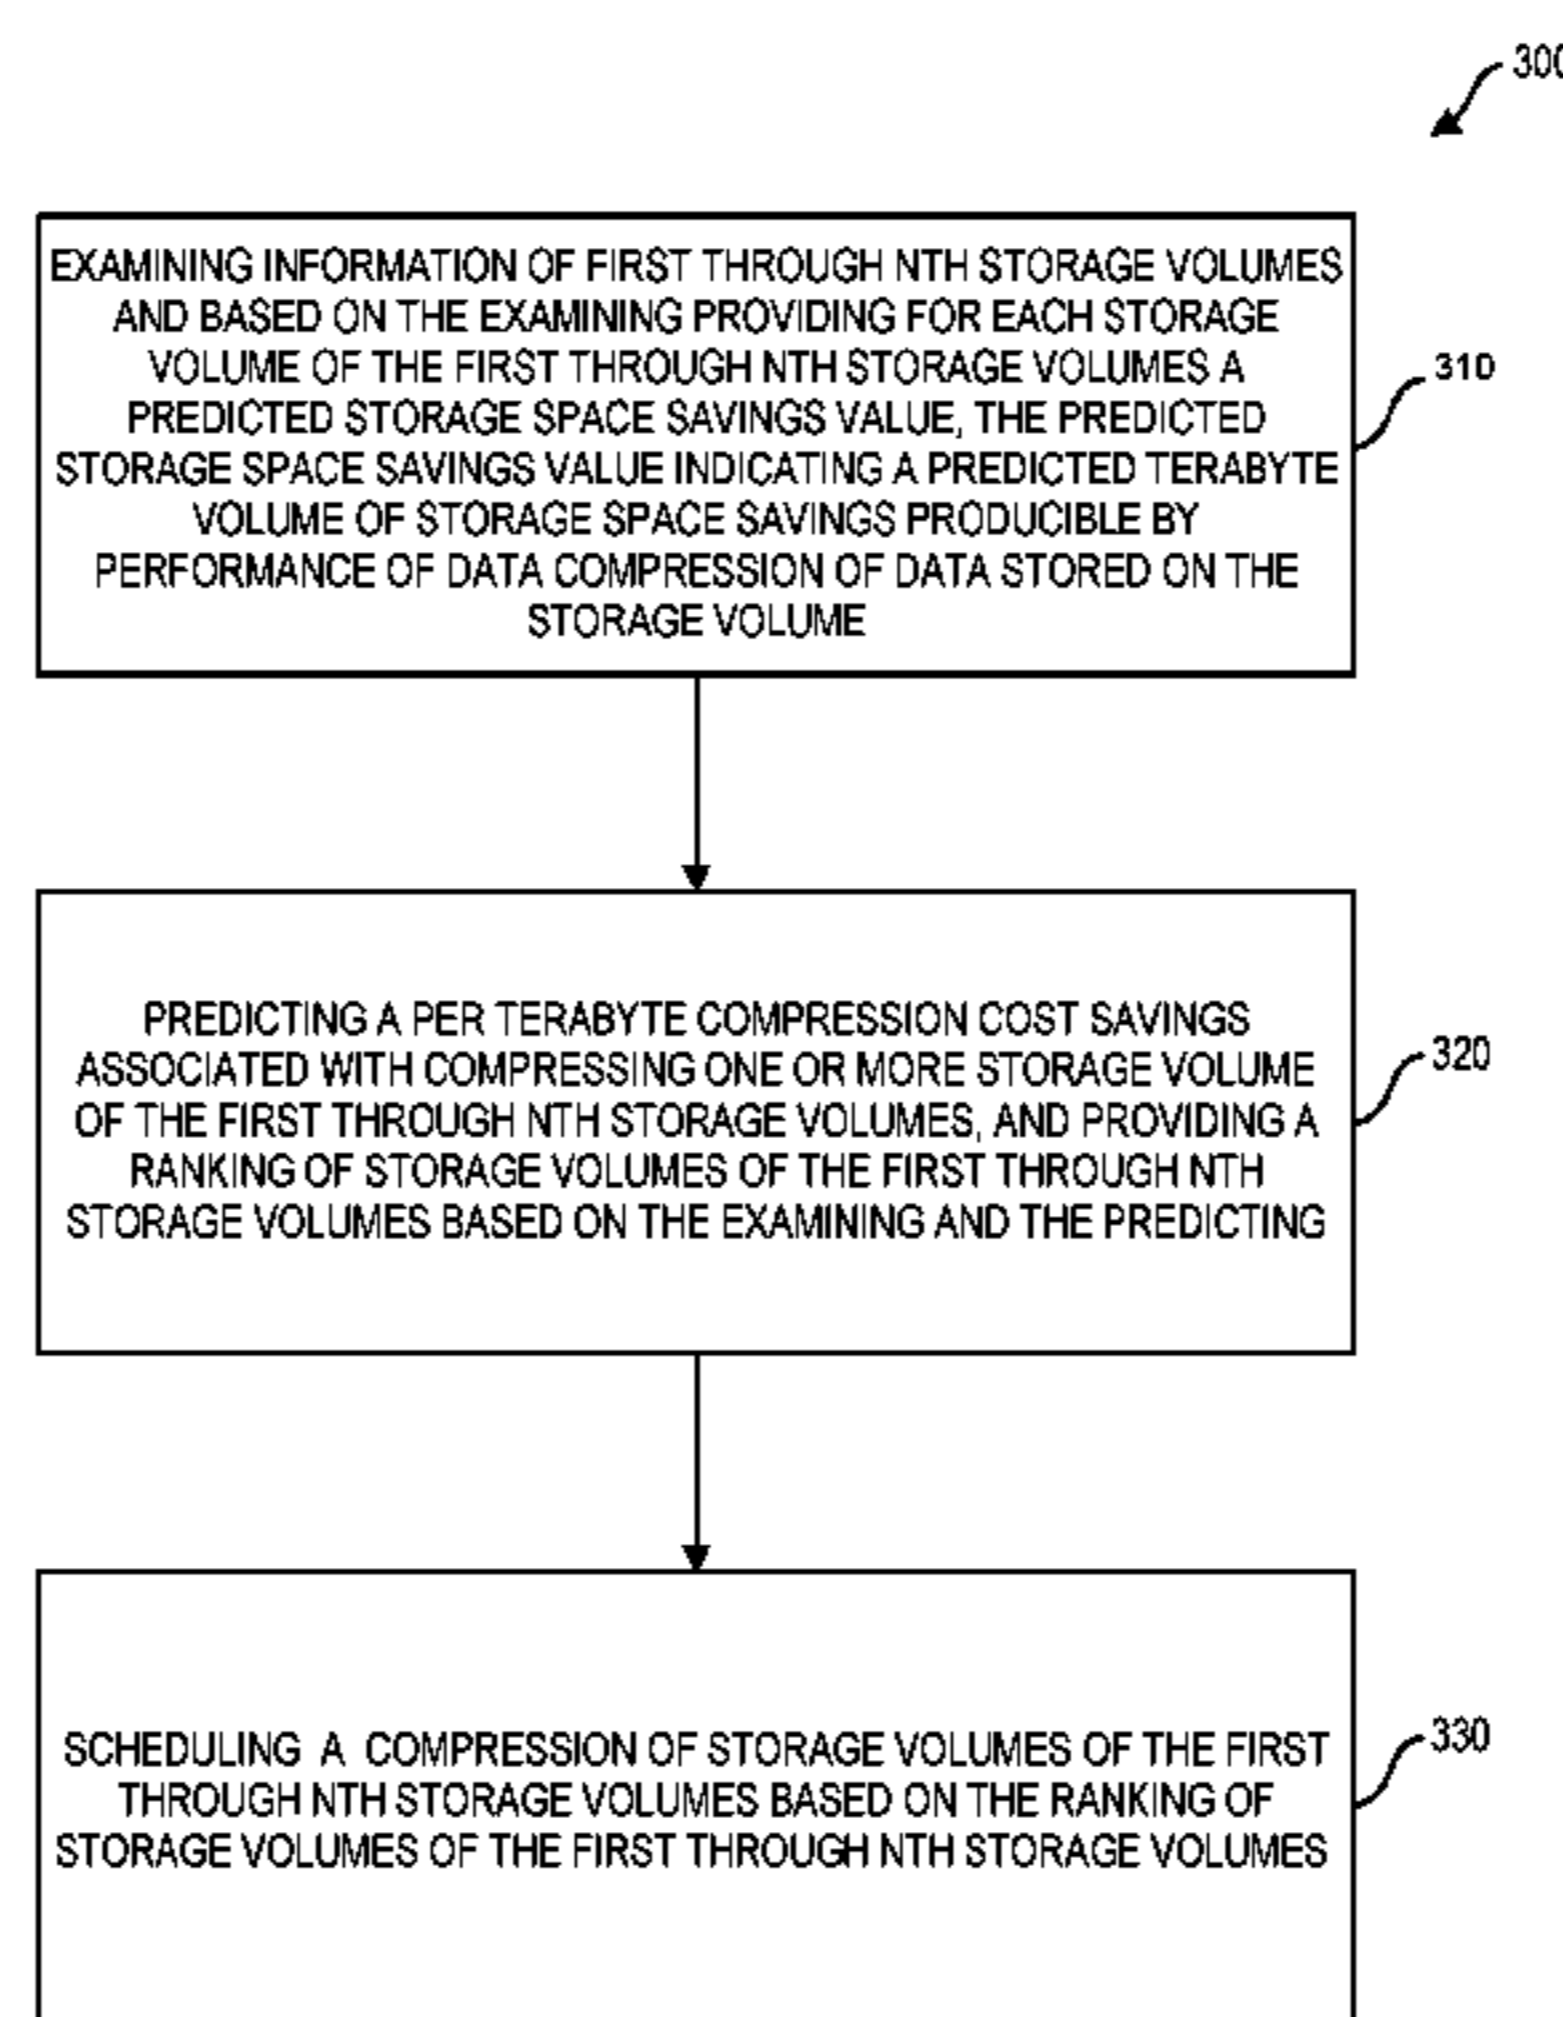 300
EXAMINING INFORMATION OF FIRST THROUGH NTH STORAGE VOLUMES
AND BASED ON THE EXAMINING PROVIDING FOR EACH STORAGE
VOLUME OF THE FIRST THROUGH NTH STORAGE VOLUMES A
PREDICTED STORAGE SPACE SAVINGS VALUE, THE PREDICTED
STORAGE SPACE SAVINGS VALUE INDICATING A PREDICTED TERABYTE
VOLUME OF STORAGE SPACE SAVINGS PRODUCIBLE BY
PERFORMANCE OF DATA COMPRESSION OF DATA STORED ON THE
STORAGE VOLUME
310
PREDICTING A PER TERABYTE COMPRESSION COST SAVINGS
ASSOCIATED WITH COMPRESSING ONE OR MORE STORAGE VOLUME
OF THE FIRST THROUGH NTH STORAGE VOLUMES, AND PROVIDING A
RANKING OF STORAGE VOLUMES OF THE FIRST THROUGH NTH
STORAGE VOLUMES BASED ON THE EXAMINING AND THE PREDICTING
320
SCHEDULING A COMPRESSION OF STORAGE VOLUMES OF THE FIRST
THROUGH NTH STORAGE VOLUMES BASED ON THE RANKING OF
STORAGE VOLUMES OF THE FIRST THROUGH NTH STORAGE VOLUMES
330